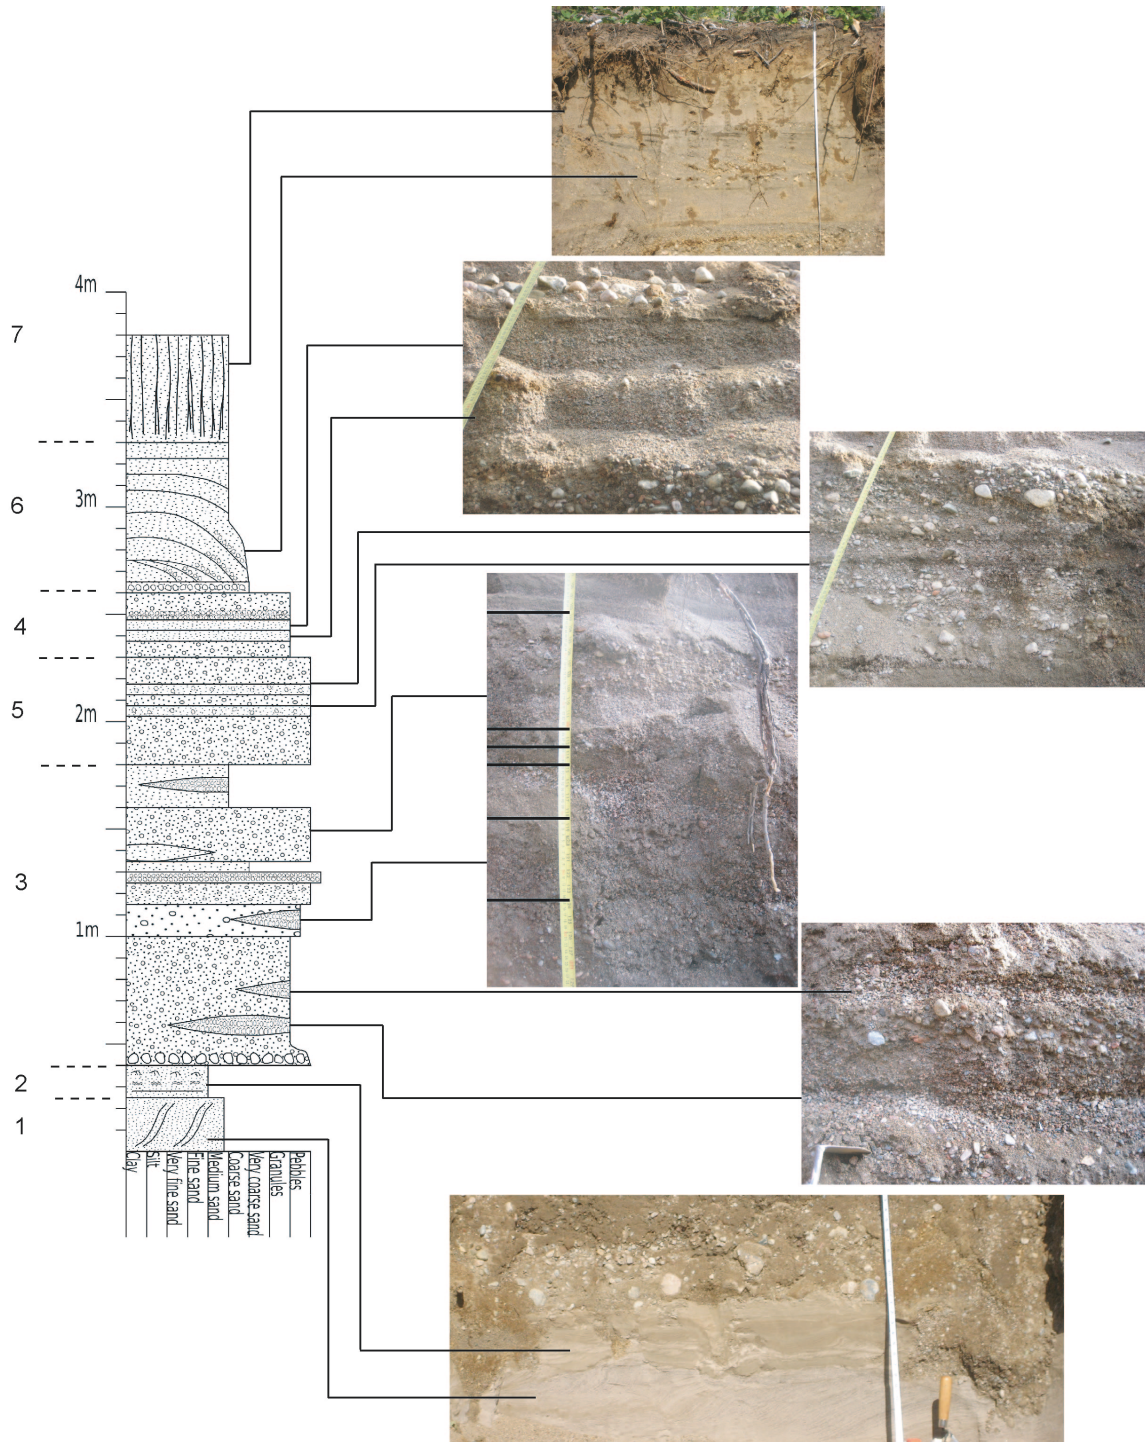 4m
7
3m
6
4
2m
5
3
1m
2
1
Clay
Silt
Very fine sand
Fine sand
Medium sand
Coarse sand
Very coarse sand
Granules
Pebbles